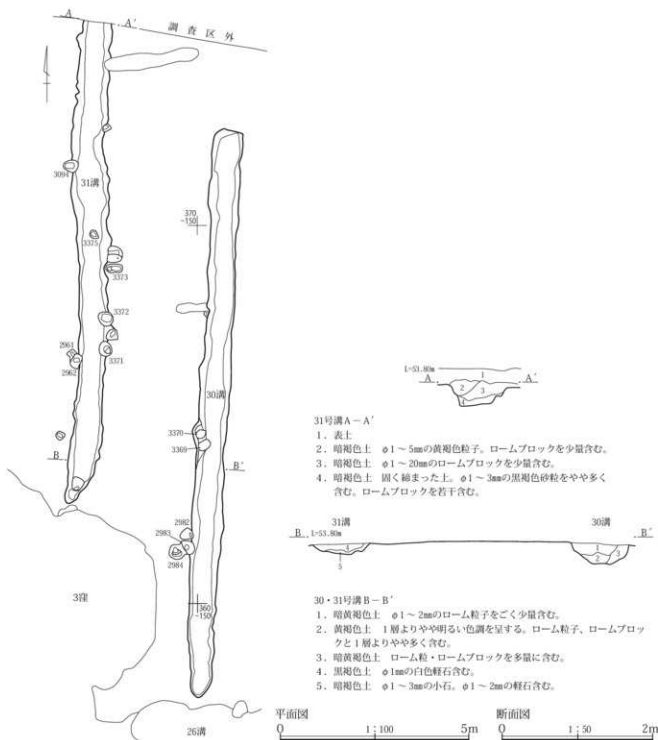 A A′ 調査区外
3094
31溝
370
-150
3375
3373
3372
2961
2962
3371
30溝
3370
3369
B B′
2982
2983
2984
3窪
360
-150
26溝
L=53.80m
A A′
1
2 3
4
31号溝A-A′
1. 表土
2. 暗褐色土 φ1~5㎜の黄褐色粒子。ロームブロックを少量含む。
3. 暗褐色土 φ1~20㎜のロームブロックを少量含む。
4. 暗褐色土 固く締まった土。φ1~3㎜の黒褐色砂粒をやや多く
含む。ロームブロックを若干含む。
31溝 30溝
B L=53.80m B′
4 1
2 3
5
30・31号溝B-B′
1. 暗黄褐色土 φ1~2㎜のローム粒子をごく少量含む。
2. 黄褐色土 1層よりやや明るい色調を呈する。ローム粒子、ロームブロッ
クと1層よりやや多く含む。
3. 暗黄褐色土 ローム粒・ロームブロックを多量に含む。
4. 黒褐色土 φ1㎜の白色軽石含む。
5. 暗褐色土 φ1~3㎜の小石。φ1~2㎜の軽石含む。
平面図 断面図
0 1:100 5m 0 1:50 2m